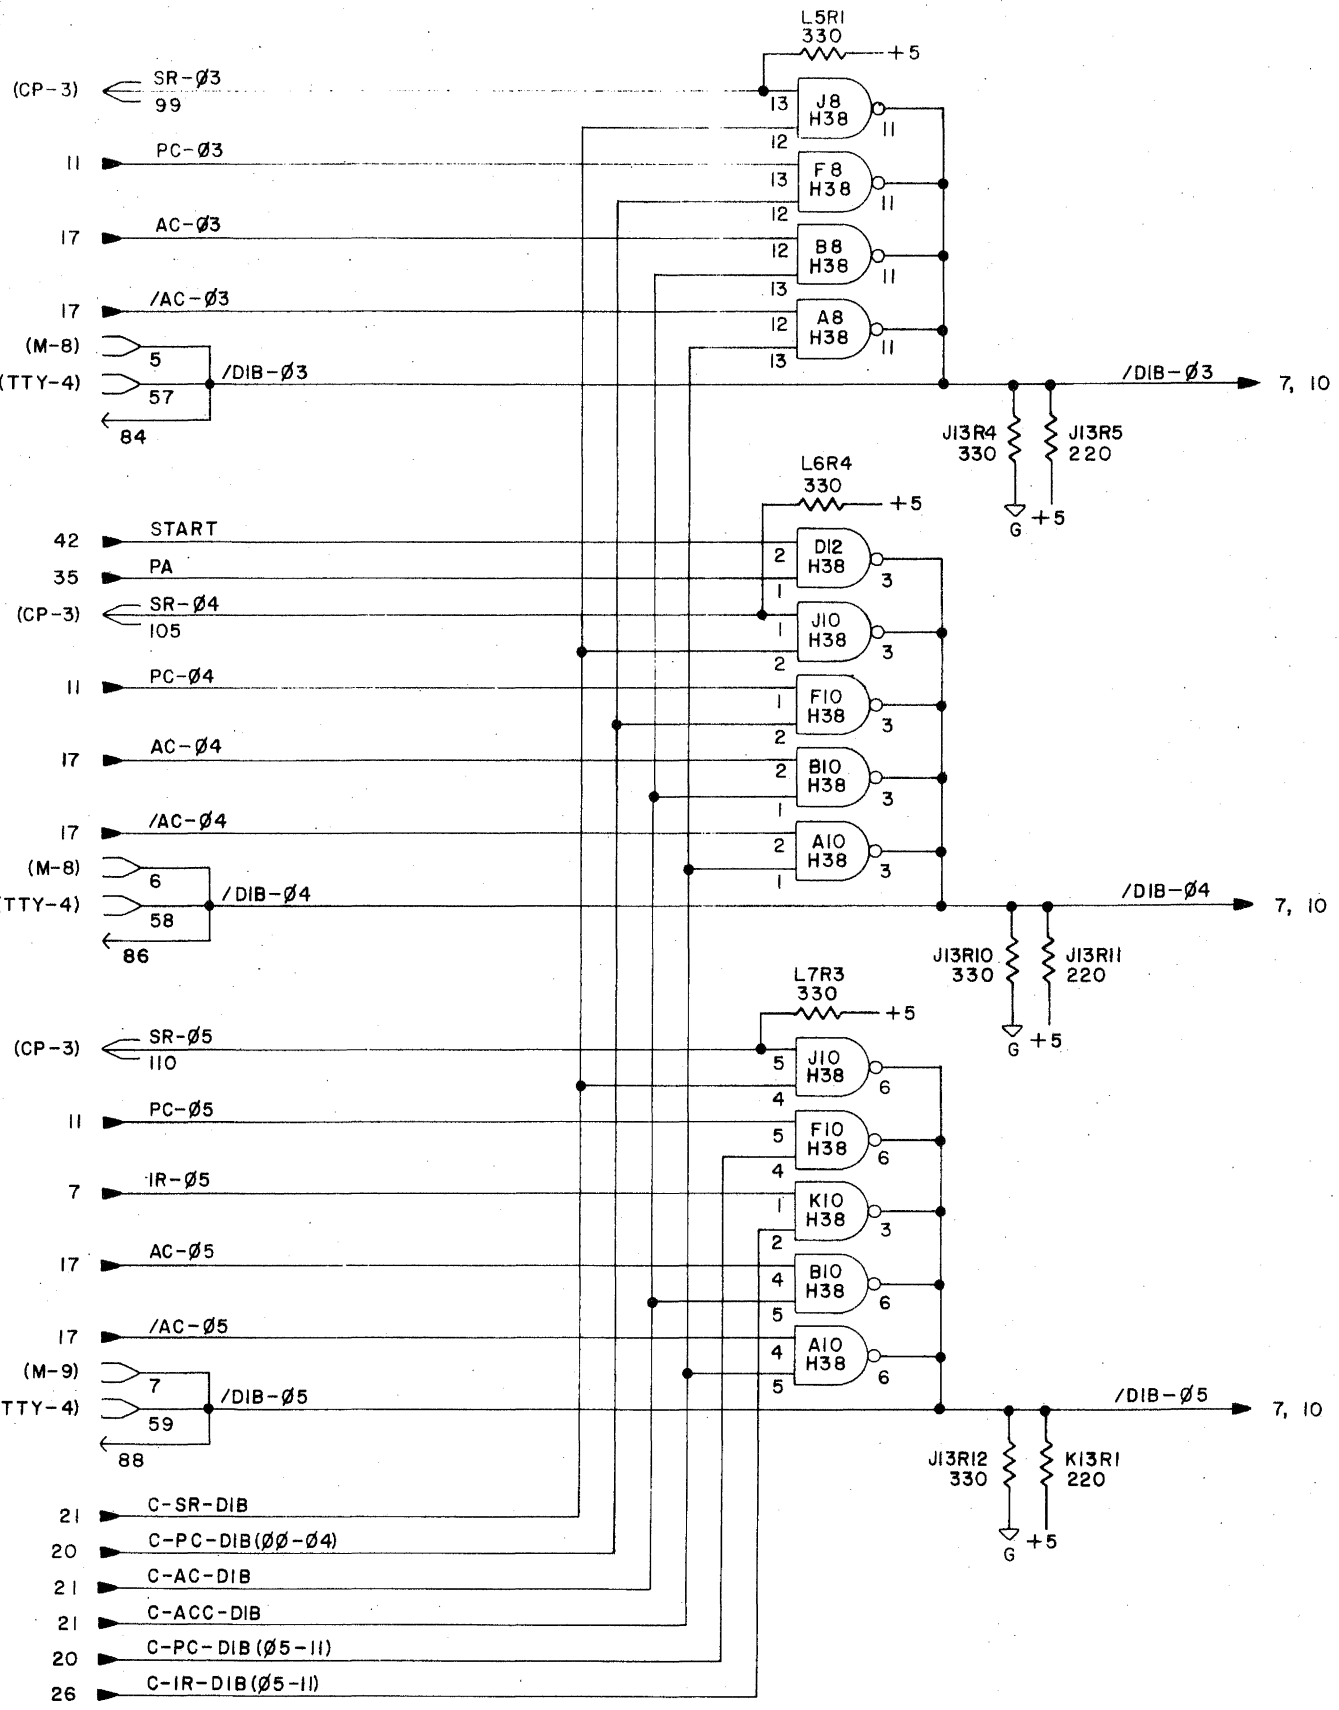 L5R1
330
+5
(CP-3) SR-Ø3
99
13 J8
H38
11
12
11 PC-Ø3
13 F8
H38
11
12
17 AC-Ø3
12 B8
H38
11
13
17 /AC-Ø3
12 A8
H38
11
13
(M-8)
5
(TTY-4) /DIB-Ø3
57
84
/DIB-Ø3 7, 10
J13R4
330
J13R5
220
G +5
L6R4
330
+5
42 START
2 D12
H38
3
35 PA
1
(CP-3) SR-Ø4
105
1 J10
H38
3
2
11 PC-Ø4
1 F10
H38
3
2
17 AC-Ø4
2 B10
H38
3
1
17 /AC-Ø4
2 A10
H38
3
1
(M-8)
6
TTY-4) /DIB-Ø4
58
86
/DIB-Ø4 7, 10
J13R10
330
J13R11
220
G +5
L7R3
330
+5
(CP-3) SR-Ø5
110
5 J10
H38
6
4
11 PC-Ø5
5 F10
H38
6
4
7 IR-Ø5
1 K10
H38
3
2
17 AC-Ø5
4 B10
H38
6
5
17 /AC-Ø5
4 A10
H38
6
5
(M-9)
7
TTY-4) /DIB-Ø5
59
88
/DIB-Ø5 7, 10
J13R12
330
K13R1
220
G +5
21 C-SR-DIB
20 C-PC-DIB(ØØ-Ø4)
21 C-AC-DIB
21 C-ACC-DIB
20 C-PC-DIB(Ø5-11)
26 C-IR-DIB(Ø5-11)